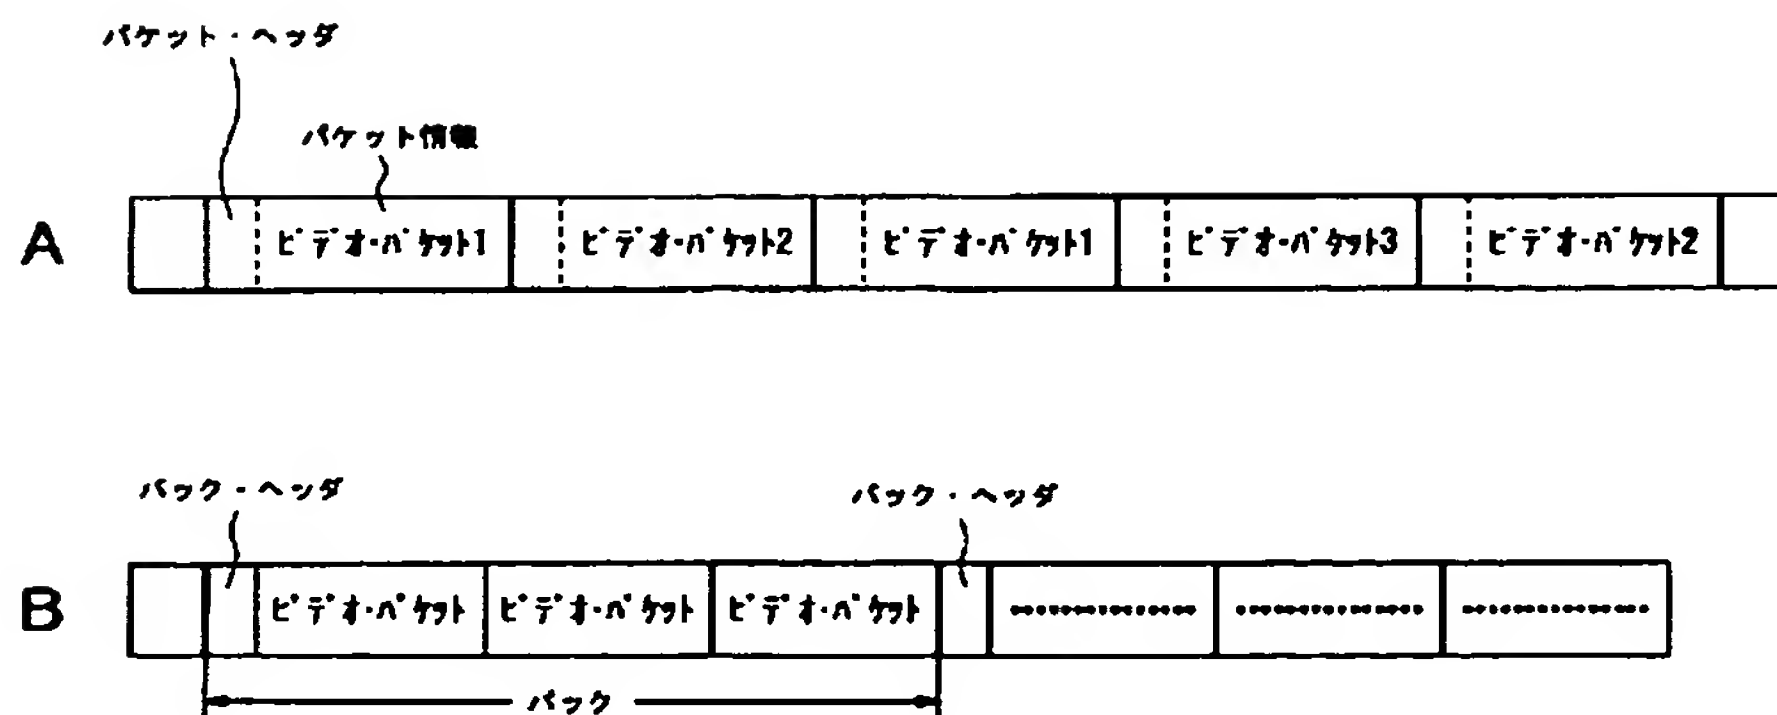 パケット・ヘッダ
パケット情報
A
ビデオ・パケット1 ビデオ・パケット2 ビデオ・パケット1 ビデオ・パケット3 ビデオ・パケット2
パック・ヘッダ パック・ヘッダ
B
ビデオ・パケット ビデオ・パケット ビデオ・パケット
パック